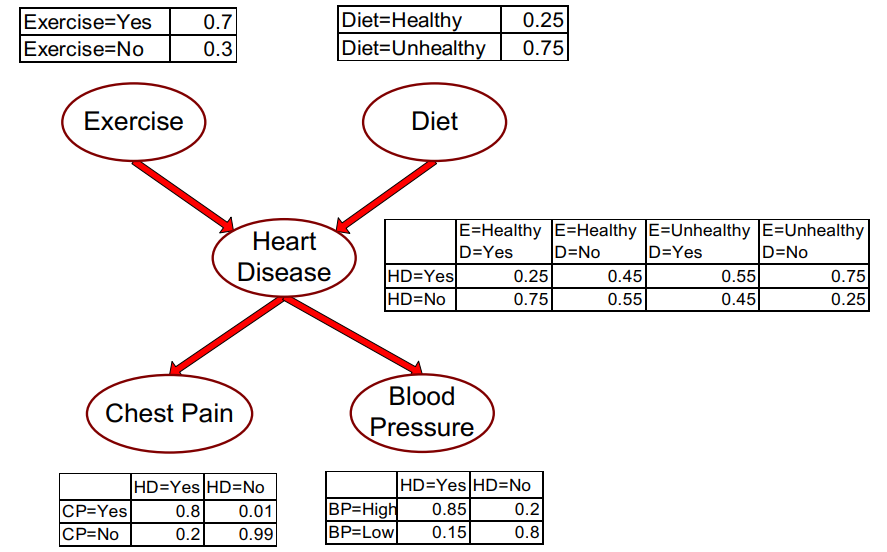 Exercise=Yes 0.7
Exercise=No 0.3
Diet=Healthy 0.25
Diet=Unhealthy 0.75
Exercise
Diet
Heart
Disease
E=Healthy E=Healthy E=Unhealthy E=Unhealthy
D=Yes D=No D=Yes D=No
HD=Yes 0.25 0.45 0.55 0.75
HD=No 0.75 0.55 0.45 0.25
Chest Pain
Blood
Pressure
HD=Yes HD=No
CP=Yes 0.8 0.01
CP=No 0.2 0.99
HD=Yes HD=No
BP=High 0.85 0.2
BP=Low 0.15 0.8